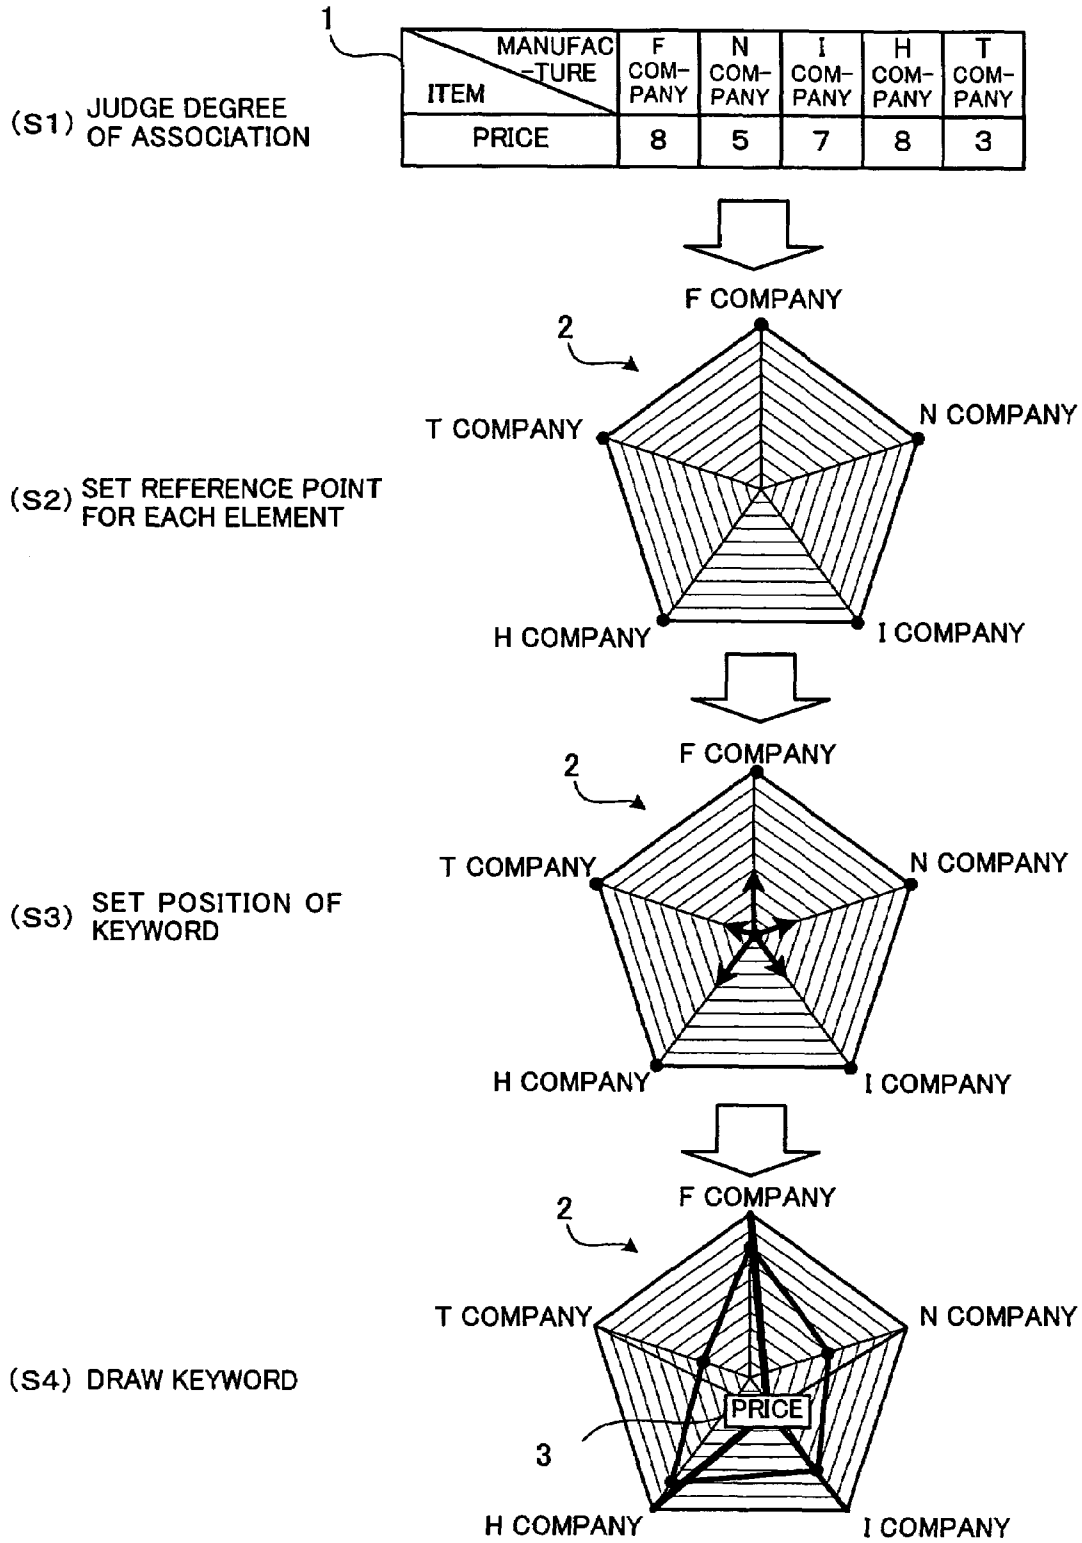 1
MANUFAC
-TURE
ITEM
F
COM-
PANY
N
COM-
PANY
I
COM-
PANY
H
COM-
PANY
T
COM-
PANY
PRICE 8 5 7 8 3
(S1) JUDGE DEGREE
OF ASSOCIATION
F COMPANY
2
N COMPANY
T COMPANY
(S2) SET REFERENCE POINT
FOR EACH ELEMENT
H COMPANY
I COMPANY
F COMPANY
2
T COMPANY
N COMPANY
(S3) SET POSITION OF
KEYWORD
H COMPANY
I COMPANY
F COMPANY
2
T COMPANY
N COMPANY
(S4) DRAW KEYWORD
PRICE
3
H COMPANY
I COMPANY